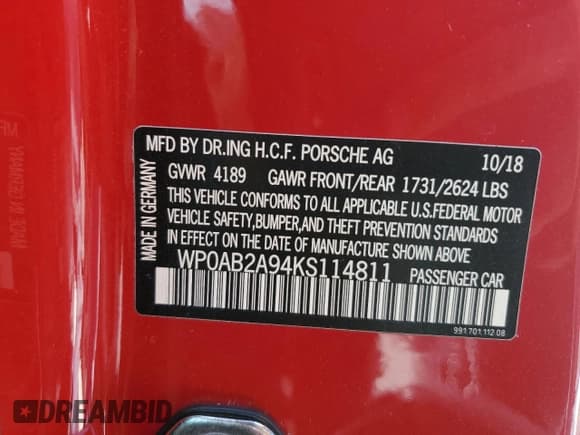 MFD BY DR.ING H.C.F. PORSCHE AG 10/18
GVWR 4189 GAWR FRONT/REAR 1731/2624 LBS
THIS VEHICLE CONFORMS TO ALL APPLICABLE U.S.FEDERAL MOTOR
VEHICLE SAFETY,BUMPER,AND THEFT PREVENTION STANDARDS
IN EFFECT ON THE DATE OF MANUFACTURE SHOWN ABOVE
WP0AB2A94KS114811 PASSENGER CAR
991 701 112 08
MADE IN GERMANY
DREAMBID